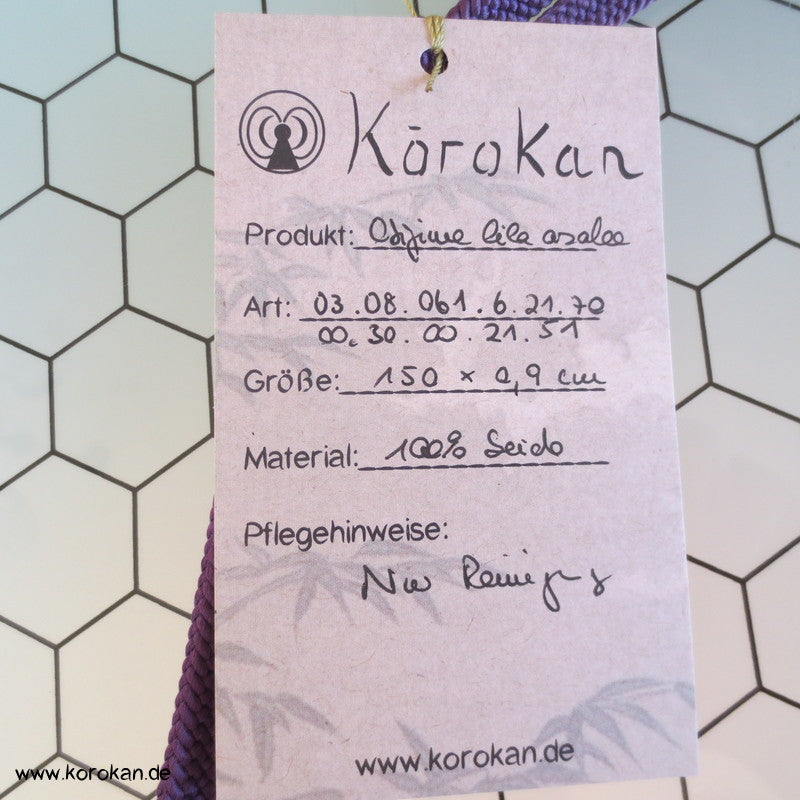 Kōrokan
Produkt: Obijime lila azalee
Art: 03.08.061.6.21.70
00.30.00.21.51
Größe: 150 x 0,9 cm
Material: 100% Seide
Pflegehinweise:
Nur Reinigung
www.korokan.de
www.korokan.de